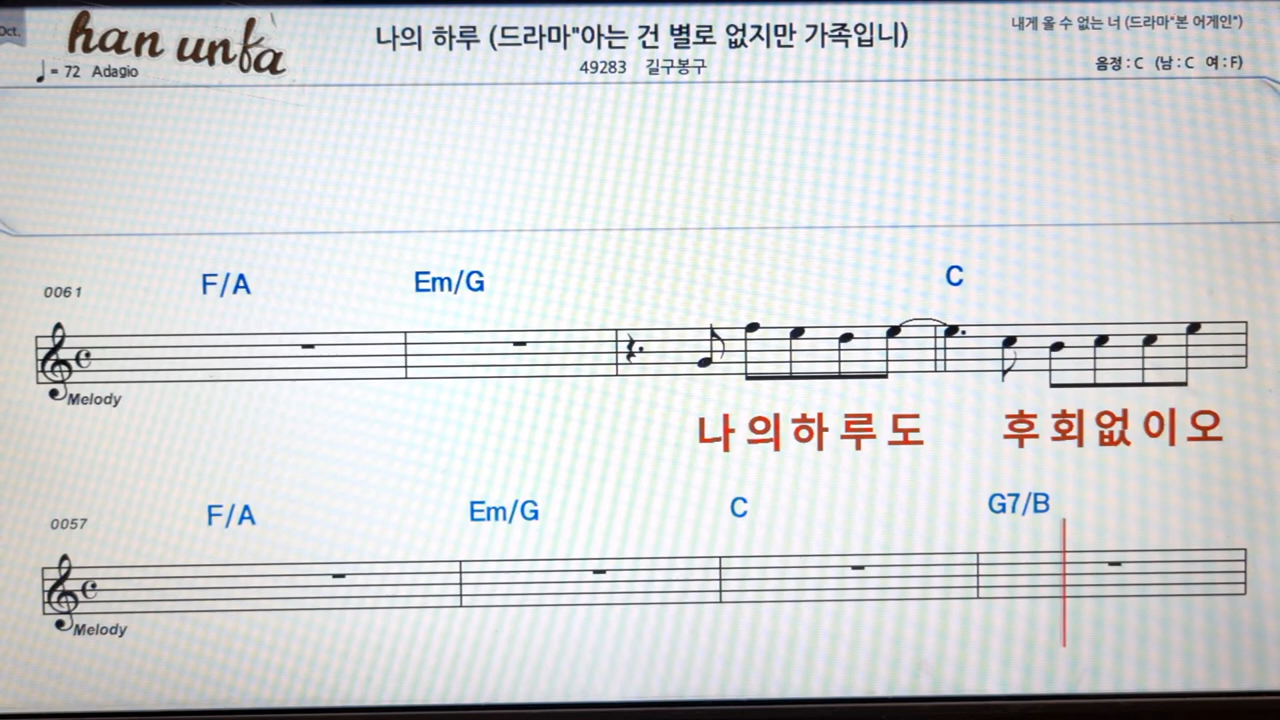 Oct.
han unfa
♩= 72 Adagio
나의 하루 (드라마"아는 건 별로 없지만 가족입니)
49283 길구봉구
내게 올 수 없는 너 (드라마"본 어게인")
음정 : C (남 : C 여 : F)
0061 F/A Em/G C
Melody
나의하루도 후회없이오
0057 F/A Em/G C G7/B
Melody